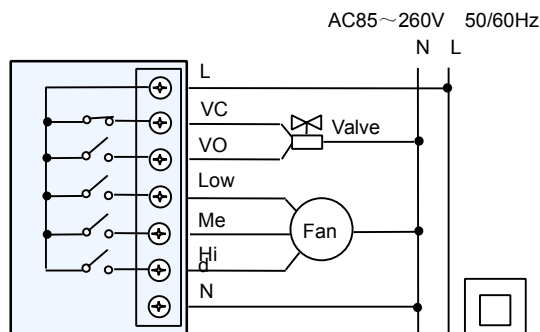 AC85～260V 50/60Hz
N L
L
VC
Valve
VO
Low
Me
Fan
Hi
d
N